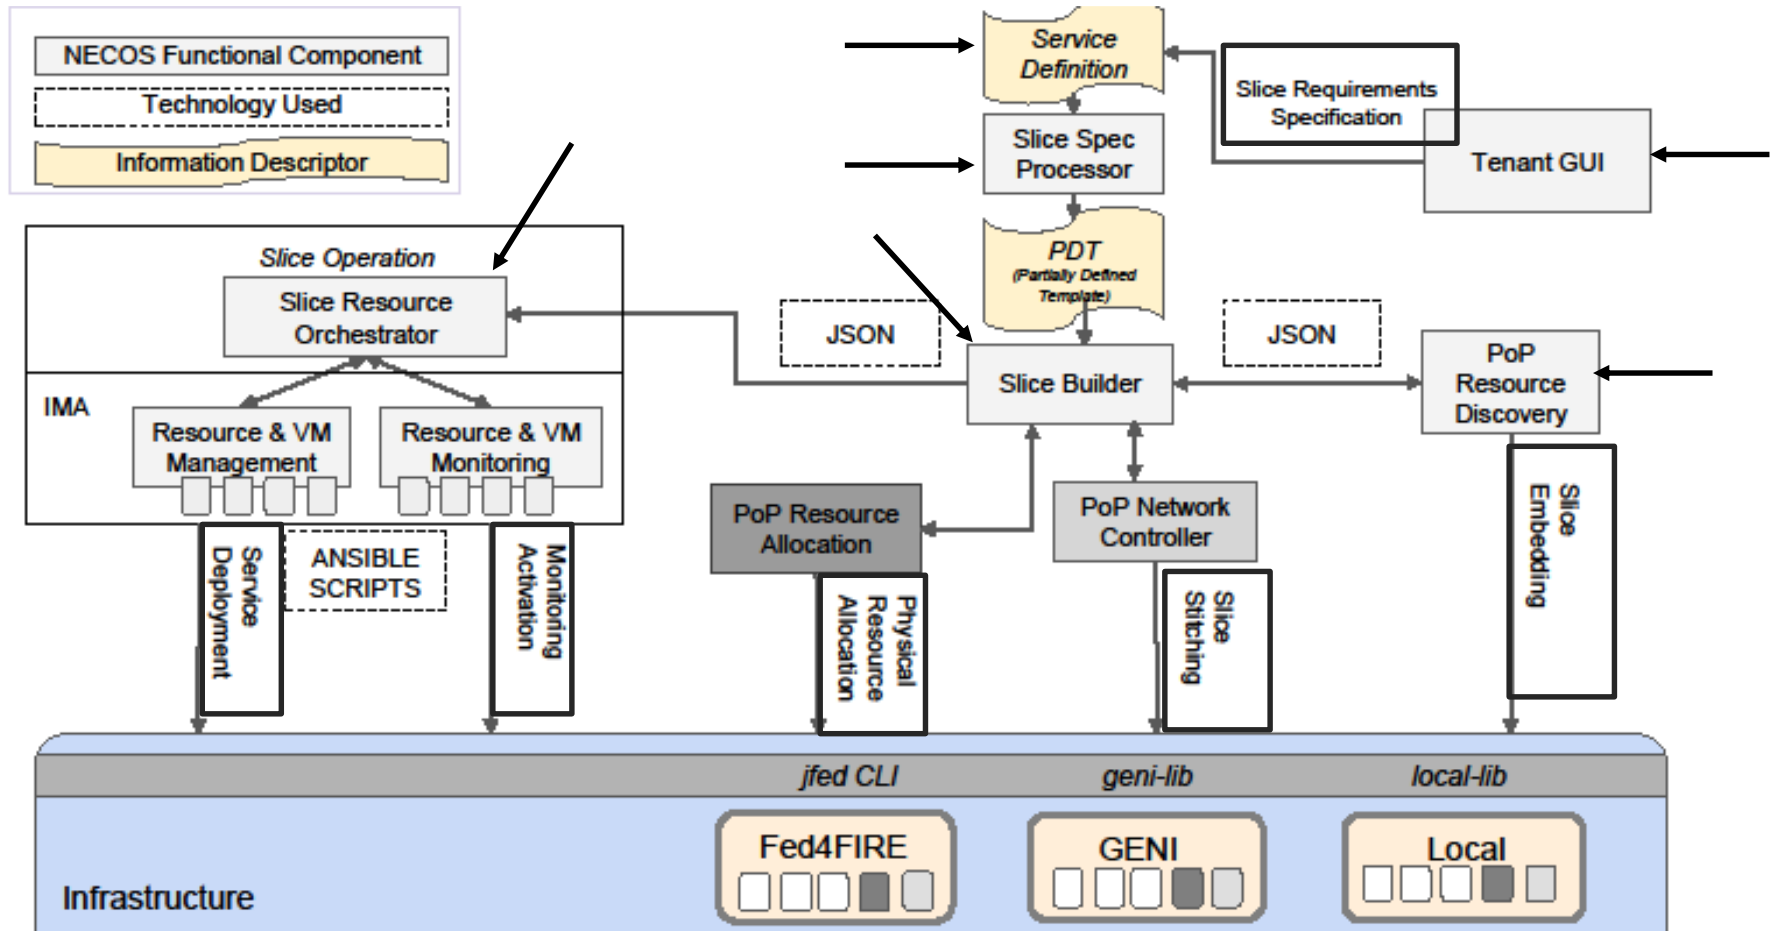 NECOS Functional Component
Technology Used
Information Descriptor
Service
Definition
Slice Requirements
Specification
Slice Spec
Processor
Tenant GUI
PDT
(Partially Defined
Template)
Slice Operation
Slice Resource
Orchestrator
JSON
JSON
Slice Builder
PoP
Resource
Discovery
IMA
Resource & VM
Management
Resource & VM
Monitoring
PoP Resource
Allocation
PoP Network
Controller
Slice
Embedding
Service
Deployment
ANSIBLE
SCRIPTS
Monitoring
Activation
Physical
Resource
Allocation
Slice
Stitching
jfed CLI
geni-lib
local-lib
Fed4FIRE
GENI
Local
Infrastructure